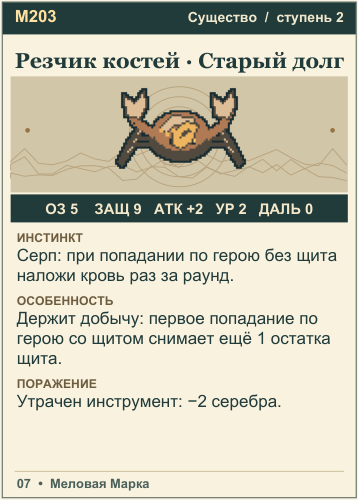 M203 Существо / ступень 2
Резчик костей · Старый долг
ОЗ 5 ЗАЩ 9 АТК +2 УР 2 ДАЛЬ 0
ИНСТИНКТ
Серп: при попадании по герою без щита
наложи кровь раз за раунд.
ОСОБЕННОСТЬ
Держит добычу: первое попадание по
герою со щитом снимает ещё 1 остатка
щита.
ПОРАЖЕНИЕ
Утрачен инструмент: −2 серебра.
07 • Меловая Марка